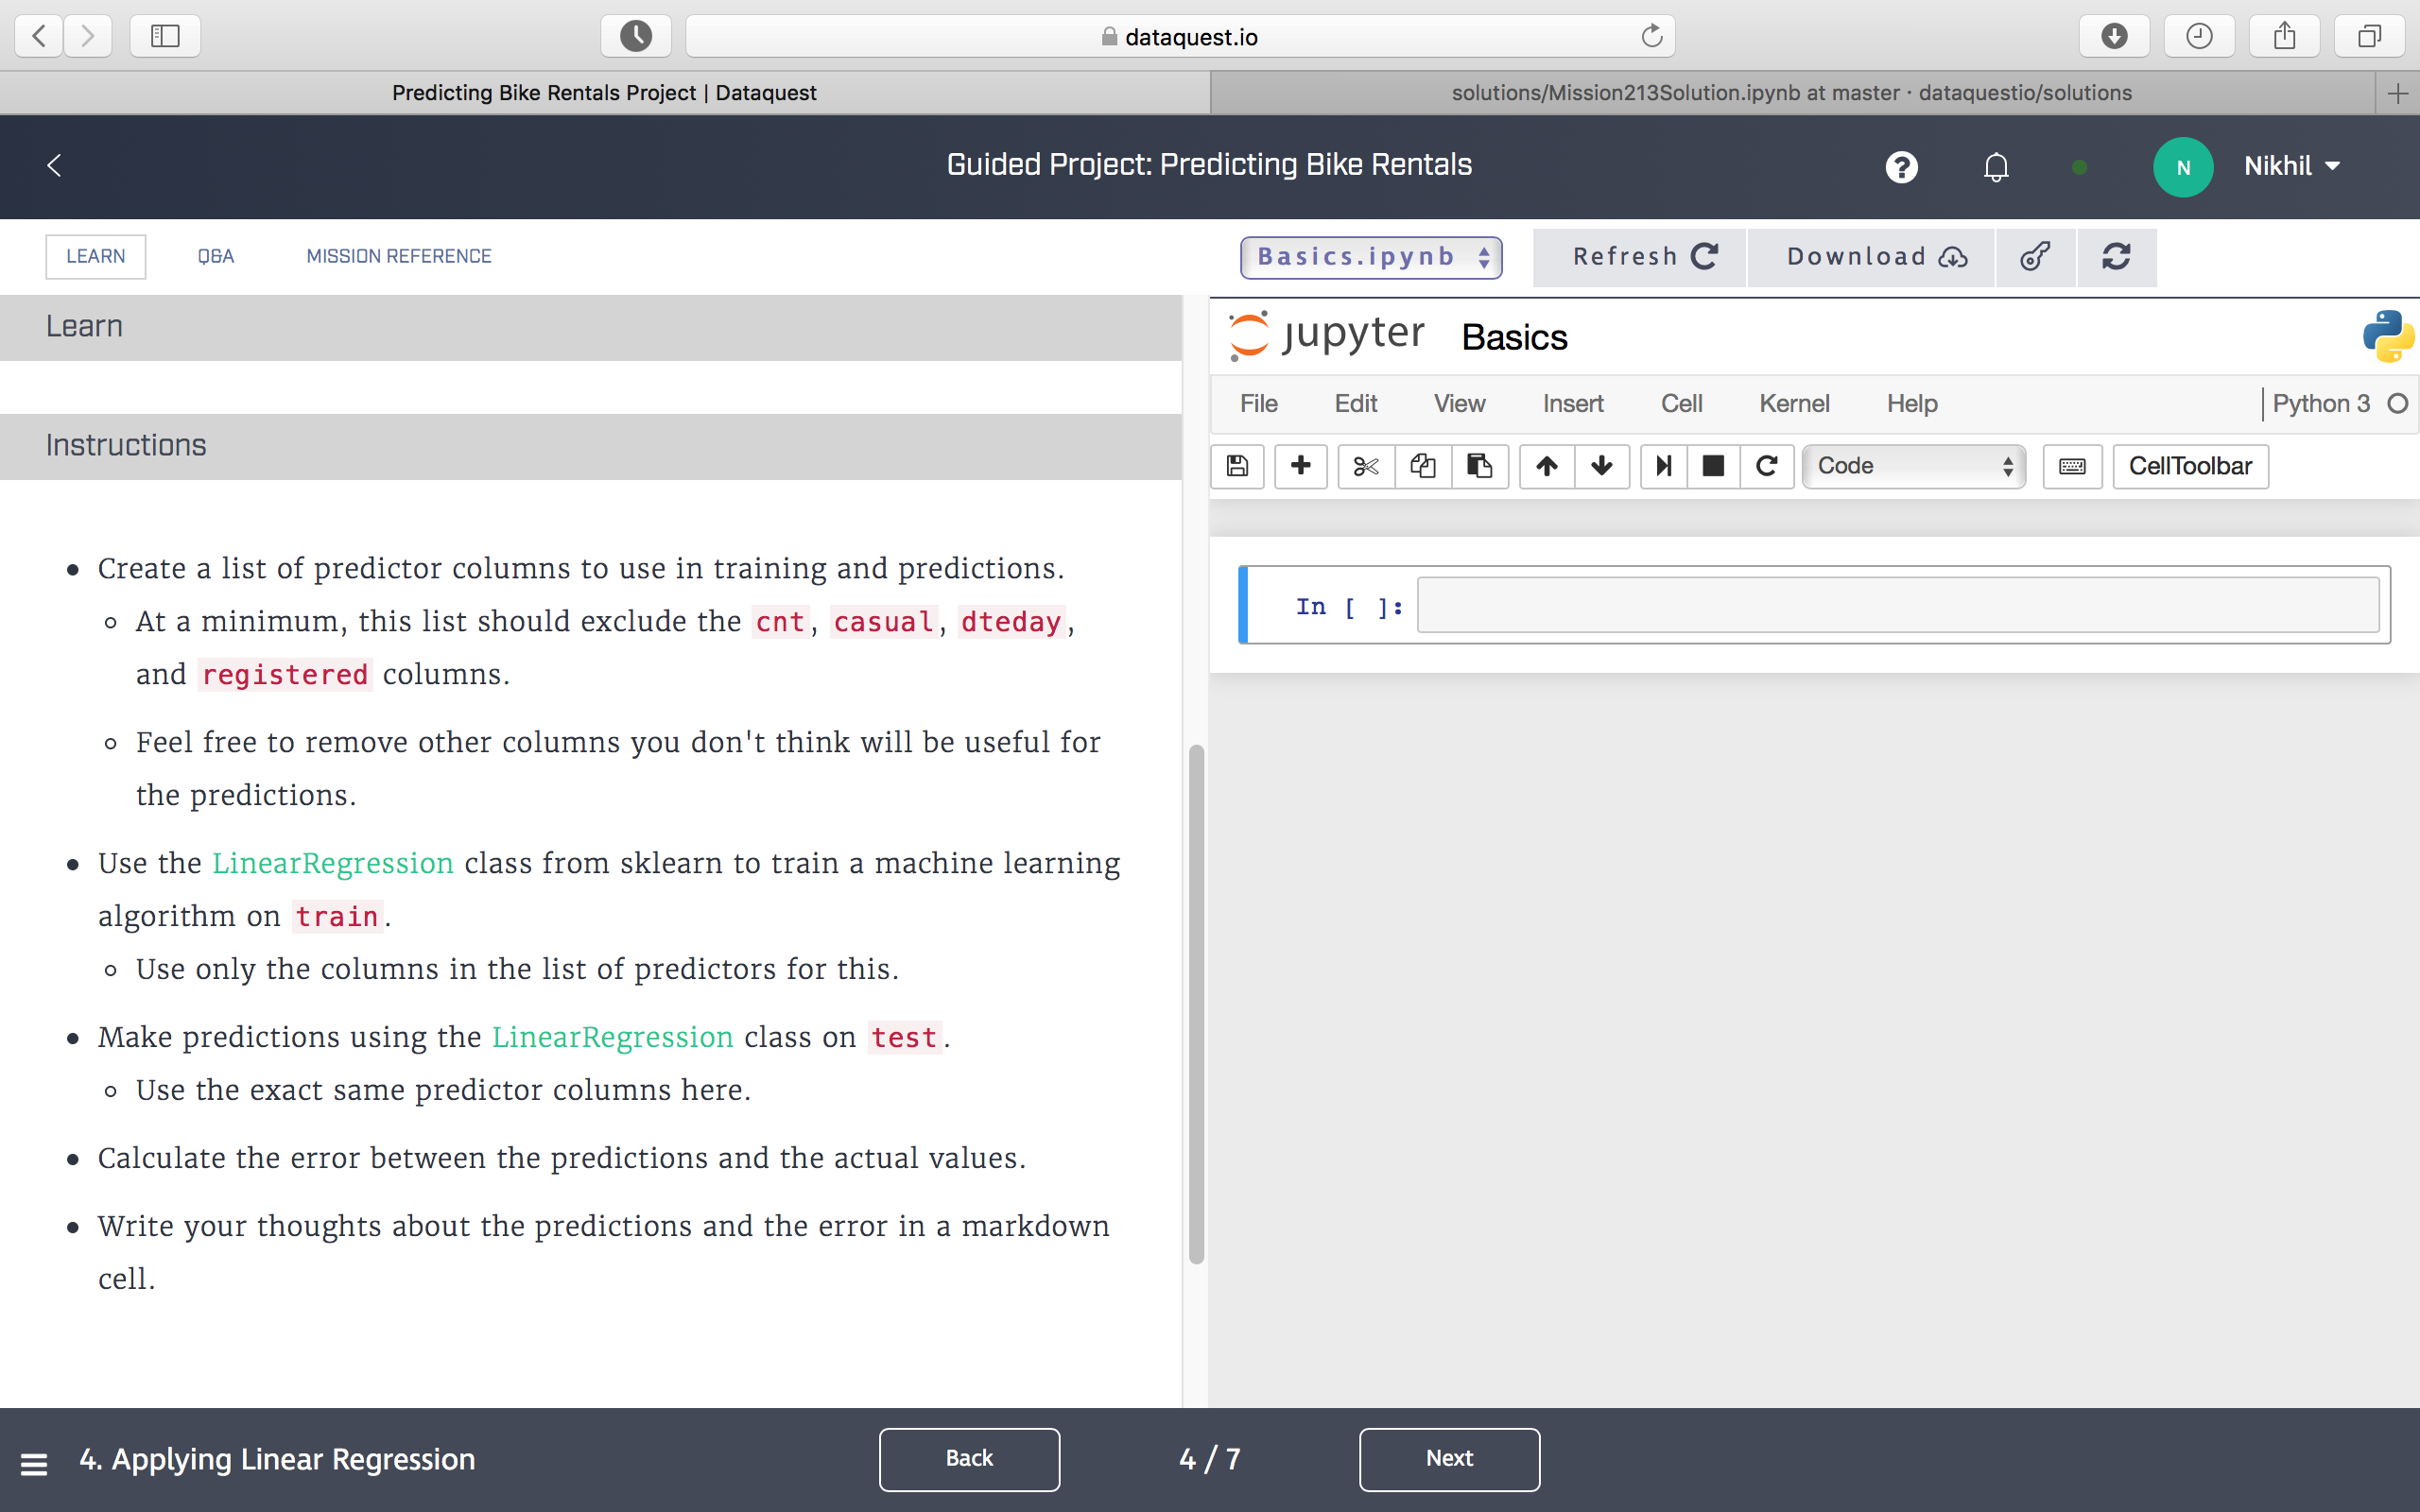 dataquest.io
Predicting Bike Rentals Project | Dataquest
solutions/Mission213Solution.ipynb at master · dataquestio/solutions
Guided Project: Predicting Bike Rentals
N
Nikhil
LEARN
Q&A
MISSION REFERENCE
Basics.ipynb
Refresh
Download
Learn
Instructions
• Create a list of predictor columns to use in training and predictions.
◦ At a minimum, this list should exclude the cnt, casual, dteday,
and registered columns.
◦ Feel free to remove other columns you don't think will be useful for
the predictions.
• Use the LinearRegression class from sklearn to train a machine learning
algorithm on train.
◦ Use only the columns in the list of predictors for this.
• Make predictions using the LinearRegression class on test.
◦ Use the exact same predictor columns here.
• Calculate the error between the predictions and the actual values.
• Write your thoughts about the predictions and the error in a markdown
cell.
jupyter Basics
File Edit View Insert Cell Kernel Help
Python 3
Code
CellToolbar
In [ ]:
4. Applying Linear Regression
Back
4 / 7
Next